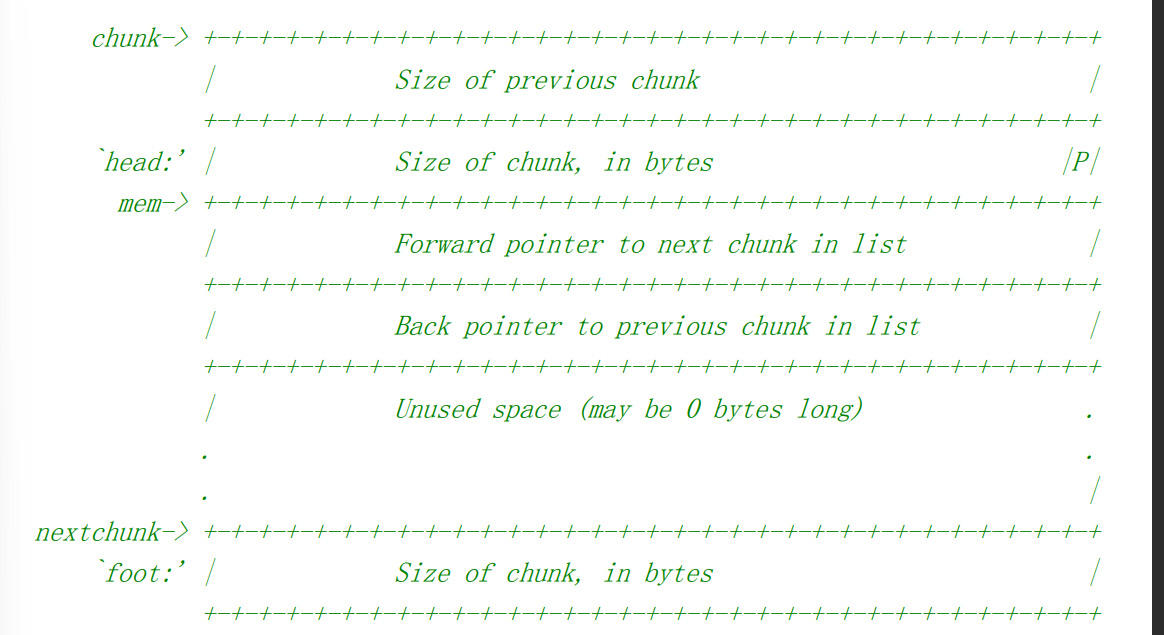 chunk-> +-+-+-+-+-+-+-+-+-+-+-+-+-+-+-+-+-+-+-+-+-+-+-+-+-+-+-+-+-+-+-+-+
| Size of previous chunk |
+-+-+-+-+-+-+-+-+-+-+-+-+-+-+-+-+-+-+-+-+-+-+-+-+-+-+-+-+-+-+-+-+
`head:' | Size of chunk, in bytes |P|
mem-> +-+-+-+-+-+-+-+-+-+-+-+-+-+-+-+-+-+-+-+-+-+-+-+-+-+-+-+-+-+-+-+-+
| Forward pointer to next chunk in list |
+-+-+-+-+-+-+-+-+-+-+-+-+-+-+-+-+-+-+-+-+-+-+-+-+-+-+-+-+-+-+-+-+
| Back pointer to previous chunk in list |
+-+-+-+-+-+-+-+-+-+-+-+-+-+-+-+-+-+-+-+-+-+-+-+-+-+-+-+-+-+-+-+-+
| Unused space (may be 0 bytes long) .
. .
. |
nextchunk-> +-+-+-+-+-+-+-+-+-+-+-+-+-+-+-+-+-+-+-+-+-+-+-+-+-+-+-+-+-+-+-+-+
`foot:' | Size of chunk, in bytes |
+-+-+-+-+-+-+-+-+-+-+-+-+-+-+-+-+-+-+-+-+-+-+-+-+-+-+-+-+-+-+-+-+